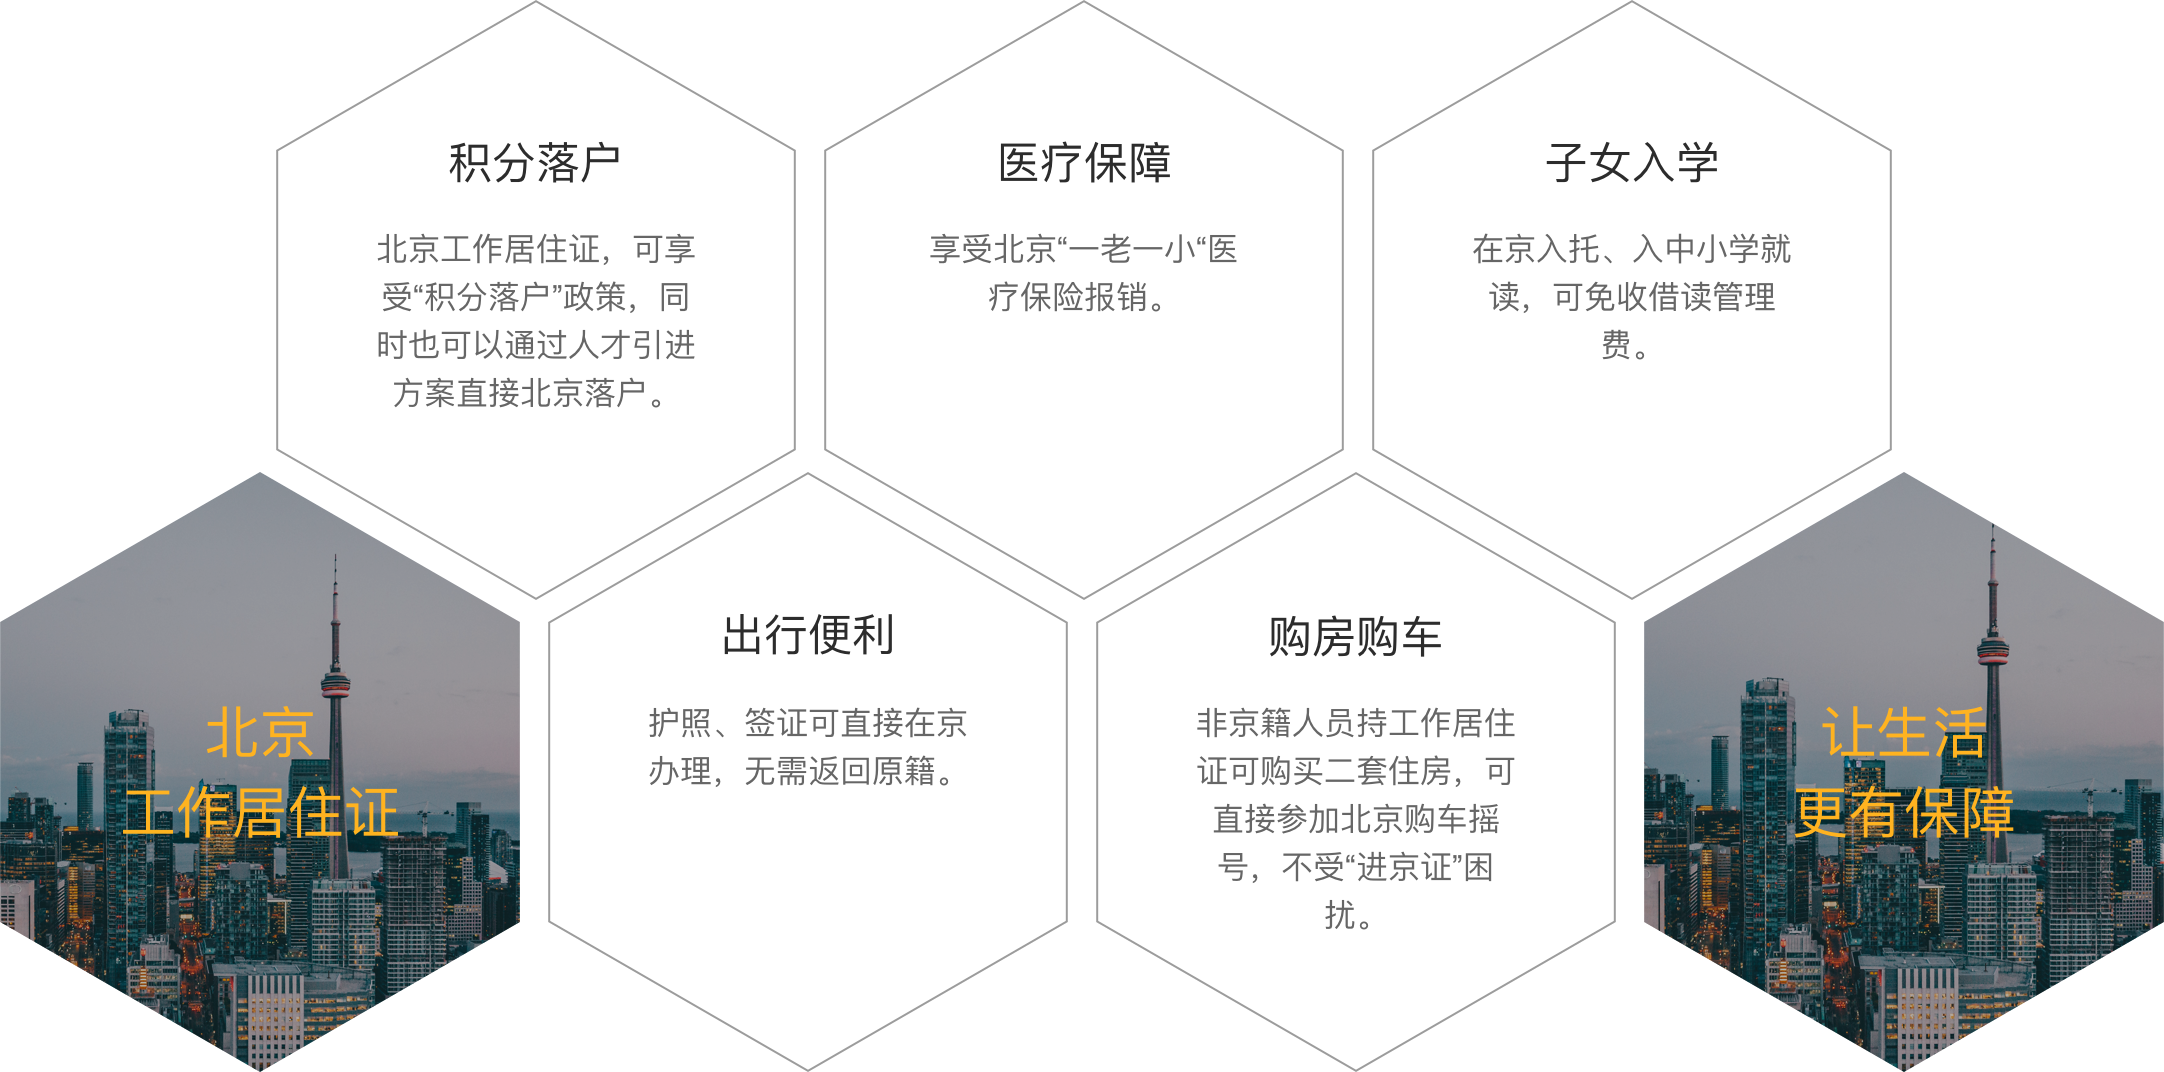 积分落户
北京工作居住证，可享
受“积分落户”政策，同
时也可以通过人才引进
方案直接北京落户。
医疗保障
享受北京“一老一小“医
疗保险报销。
子女入学
在京入托、入中小学就
读，可免收借读管理
费。
北京
工作居住证
出行便利
护照、签证可直接在京
办理，无需返回原籍。
购房购车
非京籍人员持工作居住
证可购买二套住房，可
直接参加北京购车摇
号，不受“进京证”困
扰。
让生活
更有保障